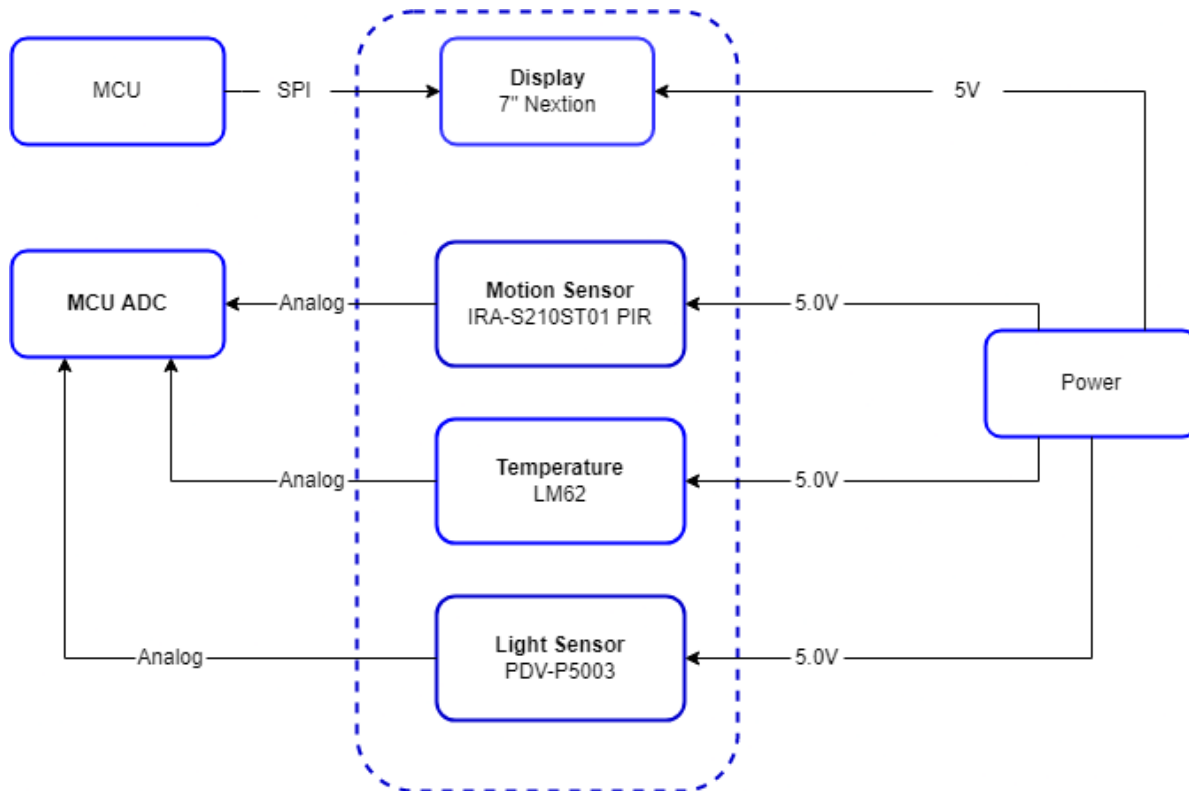 MCU
SPI
Display
7" Nextion
5V
MCU ADC
Analog
Motion Sensor
IRA-S210ST01 PIR
5.0V
Power
Analog
Temperature
LM62
5.0V
Analog
Light Sensor
PDV-P5003
5.0V